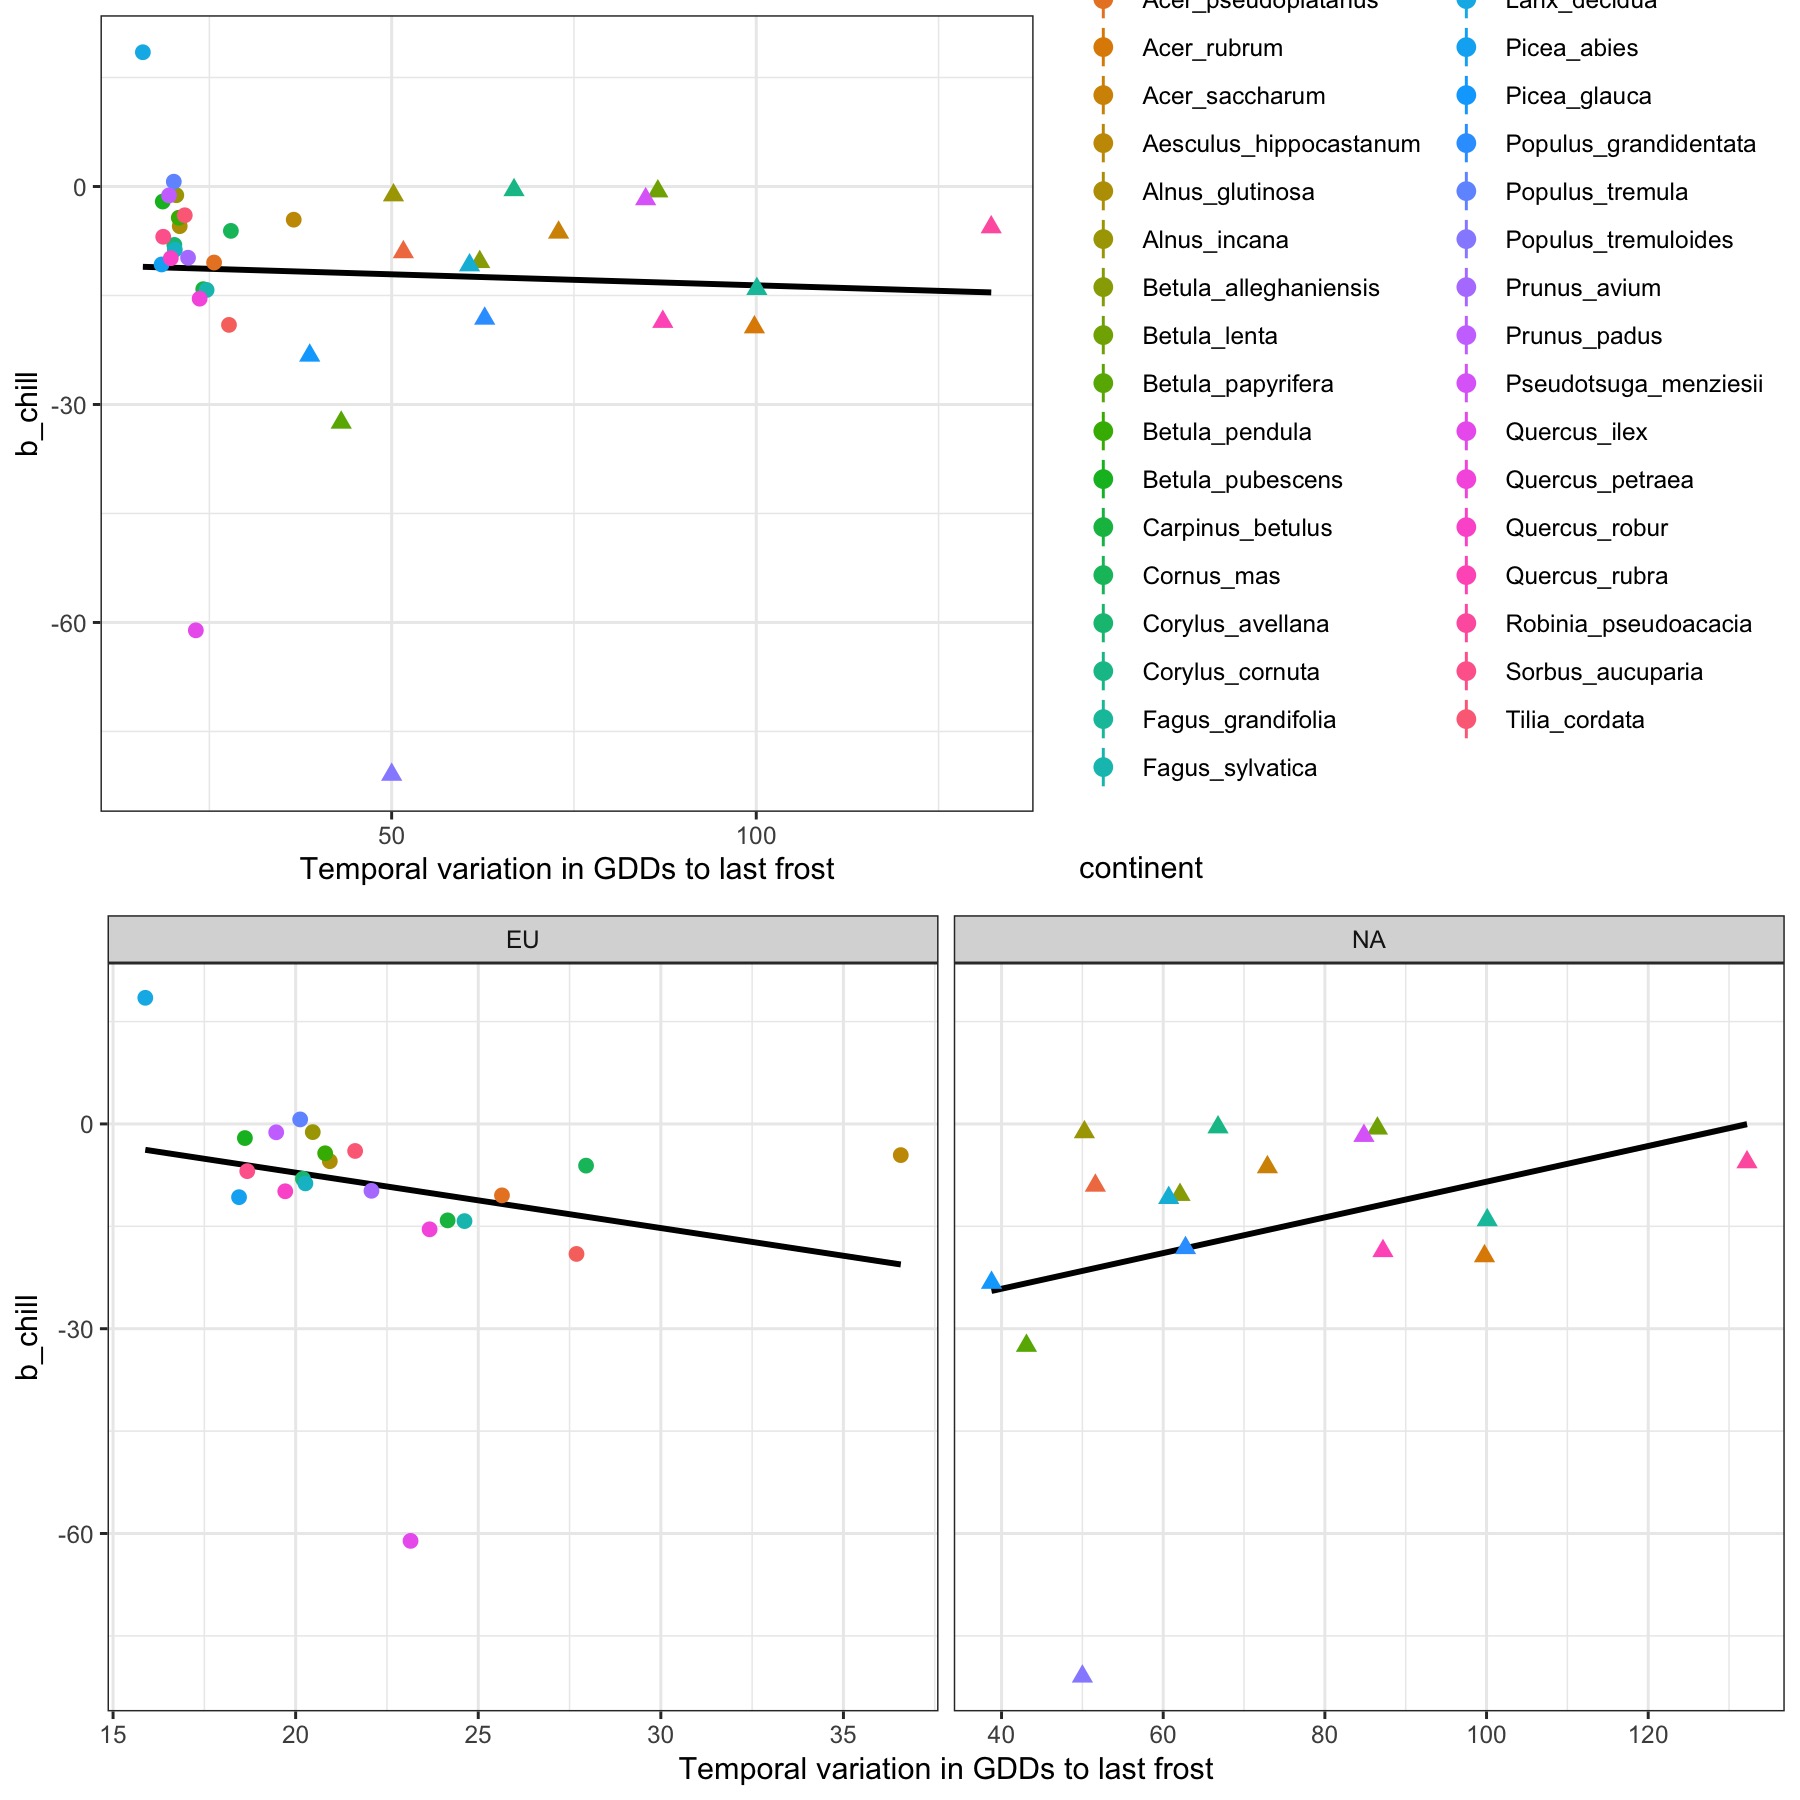 0
-30
-60
b_chill
50
100
Temporal variation in GDDs to last frost
Acer_pseudoplatanus
Acer_rubrum
Acer_saccharum
Aesculus_hippocastanum
Alnus_glutinosa
Alnus_incana
Betula_alleghaniensis
Betula_lenta
Betula_papyrifera
Betula_pendula
Betula_pubescens
Carpinus_betulus
Cornus_mas
Corylus_avellana
Corylus_cornuta
Fagus_grandifolia
Fagus_sylvatica
Larix_decidua
Picea_abies
Picea_glauca
Populus_grandidentata
Populus_tremula
Populus_tremuloides
Prunus_avium
Prunus_padus
Pseudotsuga_menziesii
Quercus_ilex
Quercus_petraea
Quercus_robur
Quercus_rubra
Robinia_pseudoacacia
Sorbus_aucuparia
Tilia_cordata
continent
EU
NA
0
-30
-60
b_chill
15
20
25
30
35
40
60
80
100
120
Temporal variation in GDDs to last frost